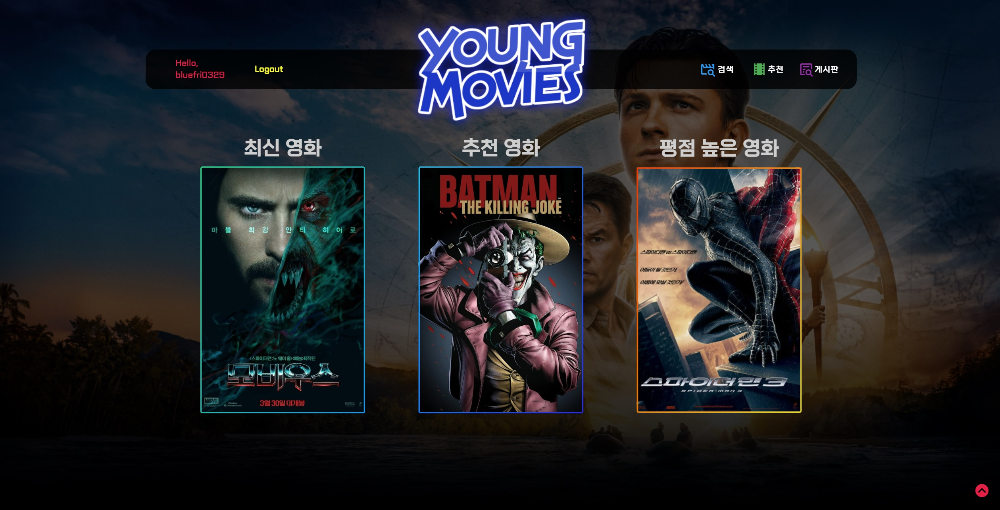 YOUNG
MOVIES
Hello,
bluefri0329
Logout
검색
추천
게시판
최신 영화
추천 영화
평점 높은 영화
마블 최강 안티 히어로
<스파이더맨:노 웨이 홈><베놈>제작진
모비우스
MARVEL
#Morbius
/MorbiusMovie
3월 30일 대개봉
BATMAN™
THE KILLING JOKE
스파이더맨 vs 스파이더맨
어둠이 될 것인가,
어둠에 맞설 것인가!
스파이더맨 3
SPIDER-MAN 3
MARVEL